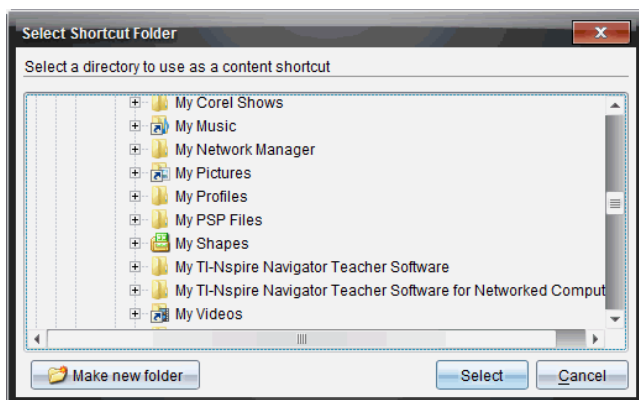 Select Shortcut Folder
Select a directory to use as a content shortcut
My Corel Shows
My Music
My Network Manager
My Pictures
My Profiles
My PSP Files
My Shapes
My TI-Nspire Navigator Teacher Software
My TI-Nspire Navigator Teacher Software for Networked Comput
My Videos
Make new folder
Select
Cancel